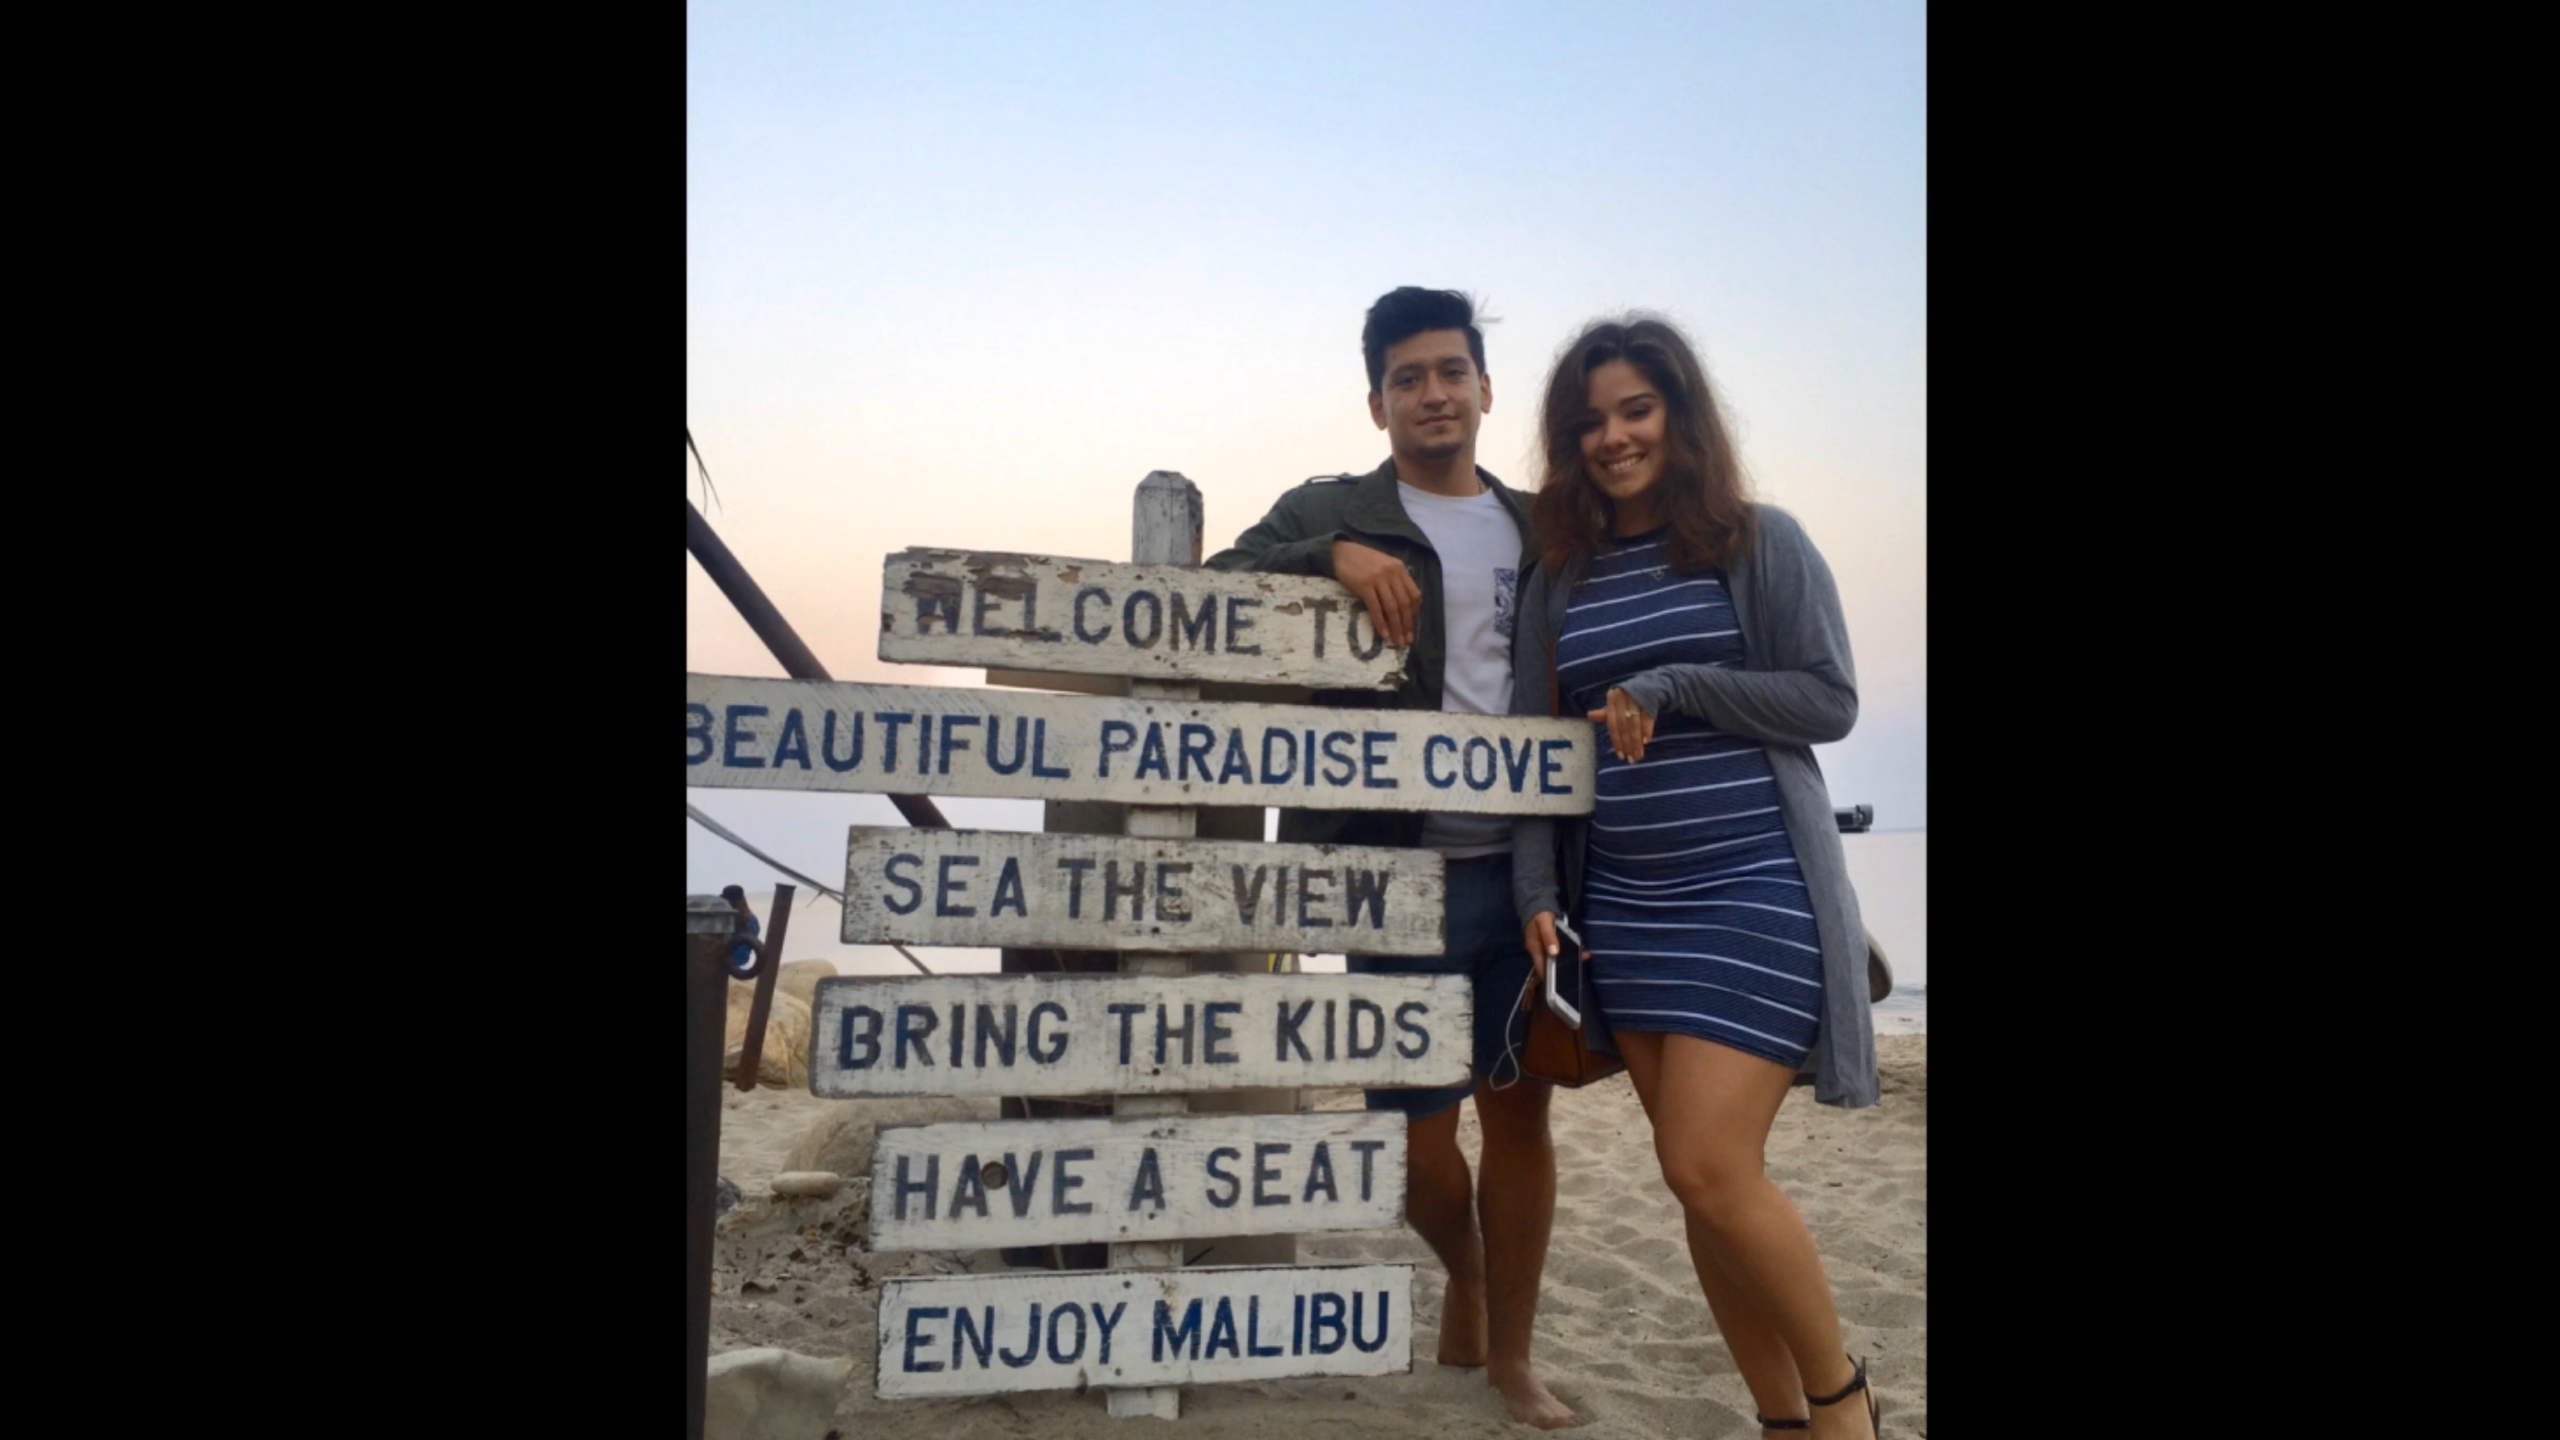 WELCOME TO
BEAUTIFUL PARADISE COVE
SEA THE VIEW
BRING THE KIDS
HAVE A SEAT
ENJOY MALIBU